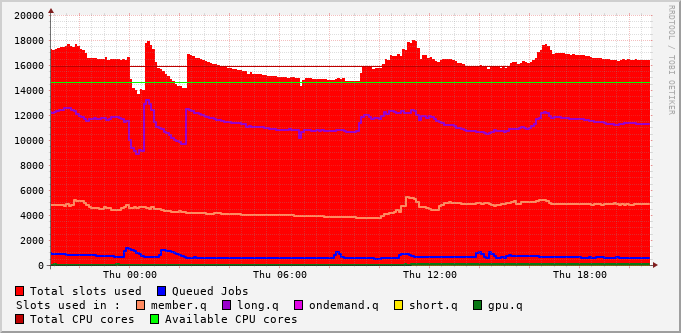 20000
18000
16000
14000
12000
10000
8000
6000
4000
2000
0
Thu 00:00 Thu 06:00 Thu 12:00 Thu 18:00
RRDTOOL / TOBI OETIKER
Total slots used Queued Jobs
Slots used in : member.q long.q ondemand.q short.q gpu.q
Total CPU cores Available CPU cores